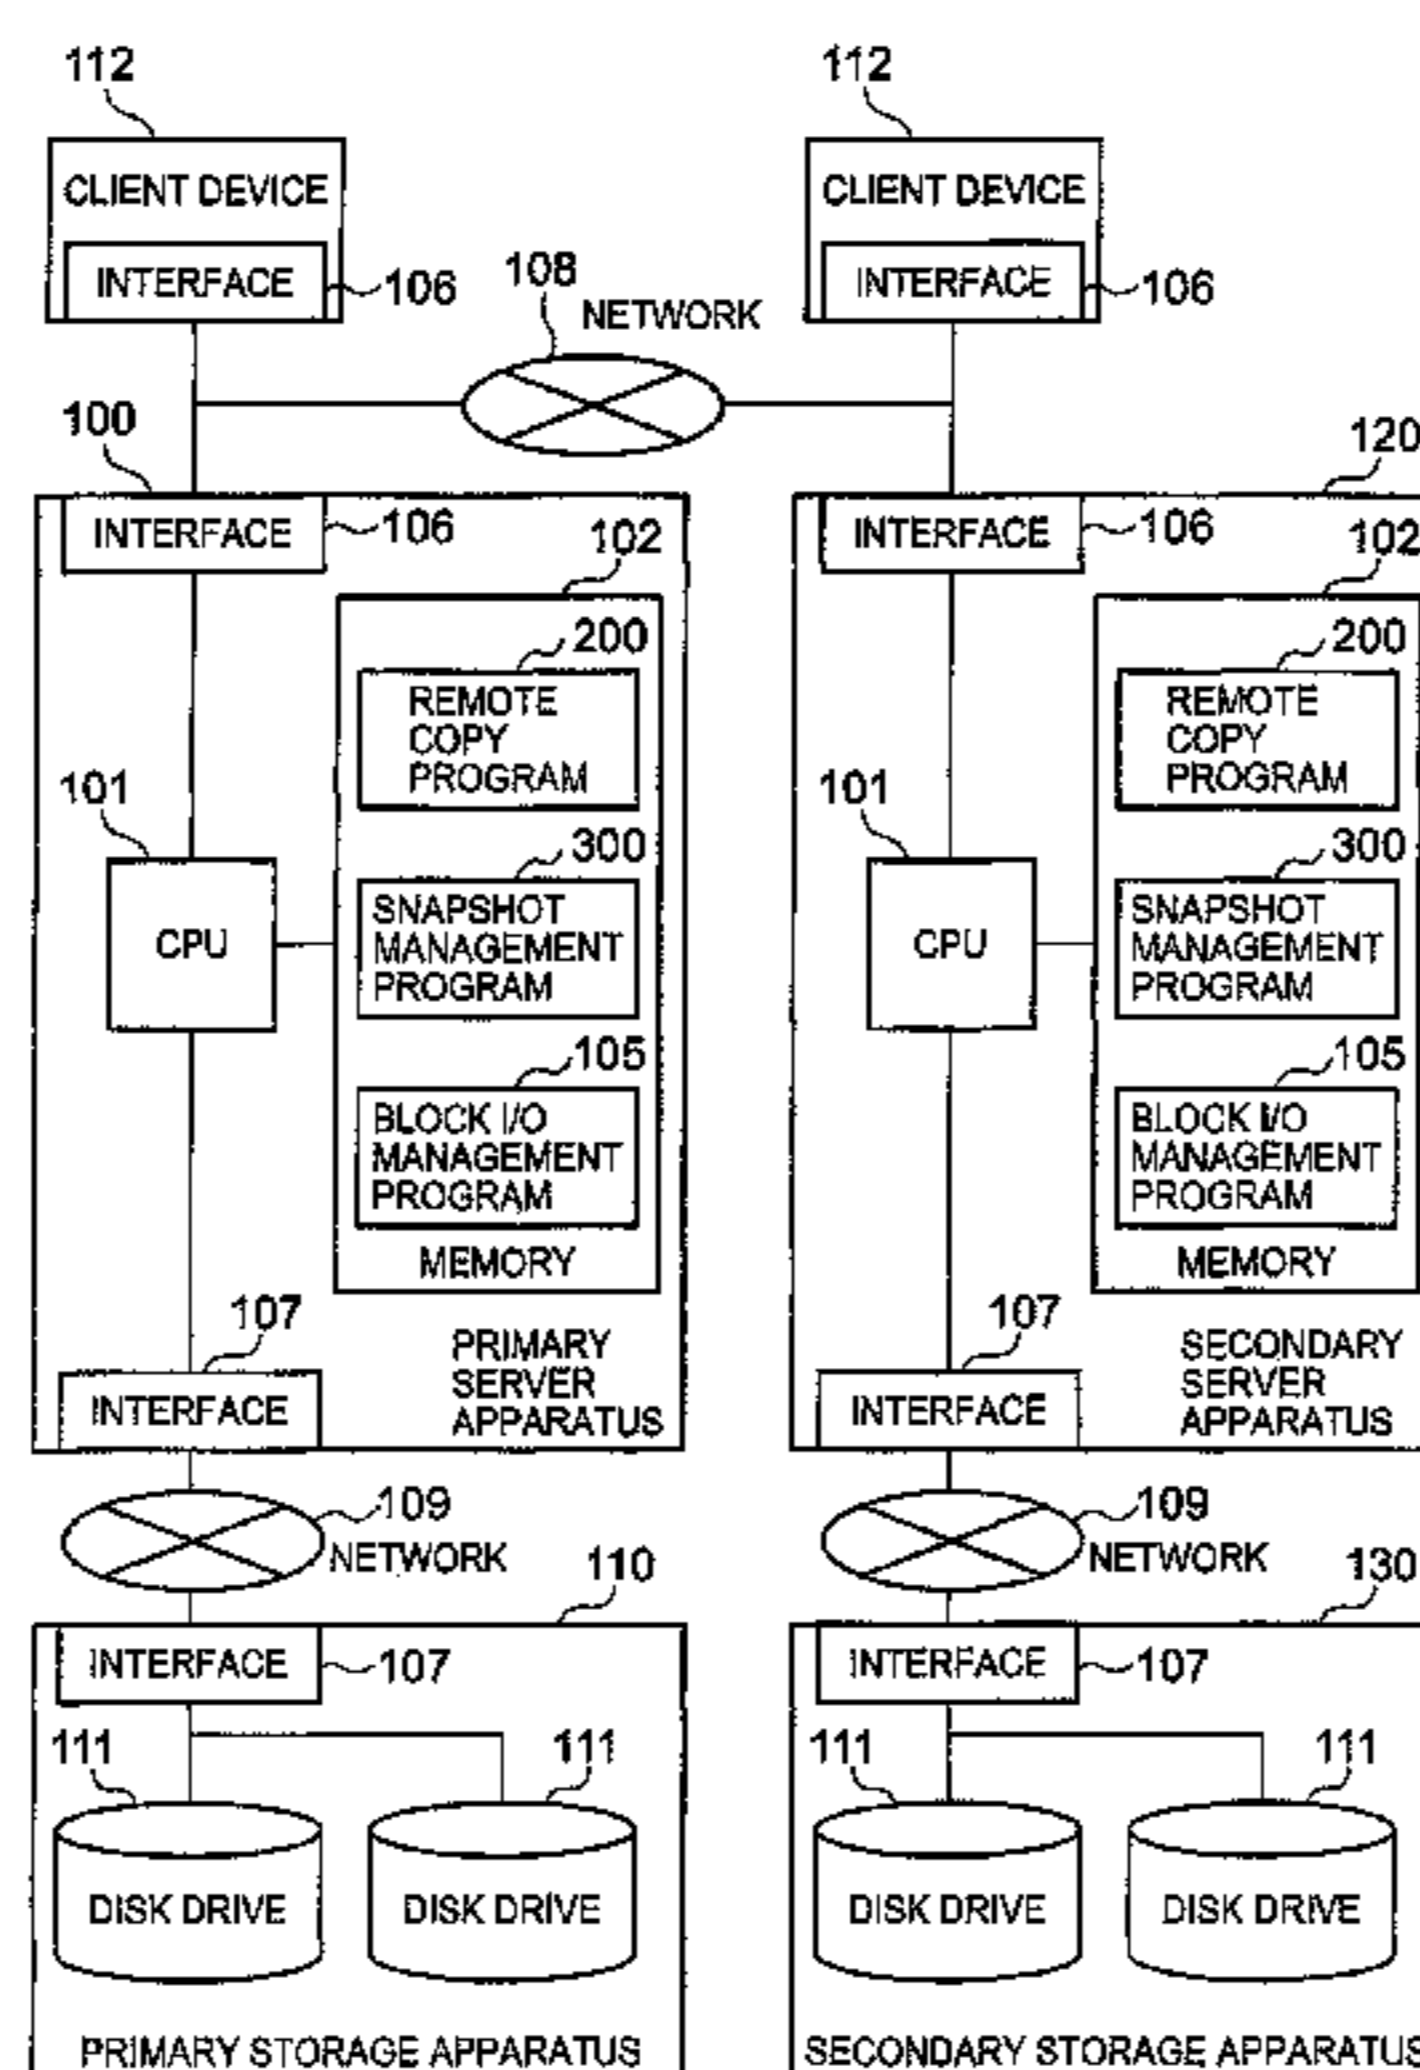 112
112
CLIENT DEVICE
CLIENT DEVICE
INTERFACE
106
108
NETWORK
INTERFACE
106
100
120
INTERFACE
106
102
INTERFACE
106
102
200
200
REMOTE
COPY
PROGRAM
REMOTE
COPY
PROGRAM
101
101
300
300
CPU
SNAPSHOT
MANAGEMENT
PROGRAM
CPU
SNAPSHOT
MANAGEMENT
PROGRAM
105
105
BLOCK I/O
MANAGEMENT
PROGRAM
BLOCK I/O
MANAGEMENT
PROGRAM
MEMORY
MEMORY
107
107
PRIMARY
SERVER
APPARATUS
SECONDARY
SERVER
APPARATUS
INTERFACE
INTERFACE
109
NETWORK
109
NETWORK
110
130
INTERFACE
107
INTERFACE
107
111
111
111
111
DISK DRIVE
DISK DRIVE
DISK DRIVE
DISK DRIVE
PRIMARY STORAGE APPARATUS
SECONDARY STORAGE APPARATUS